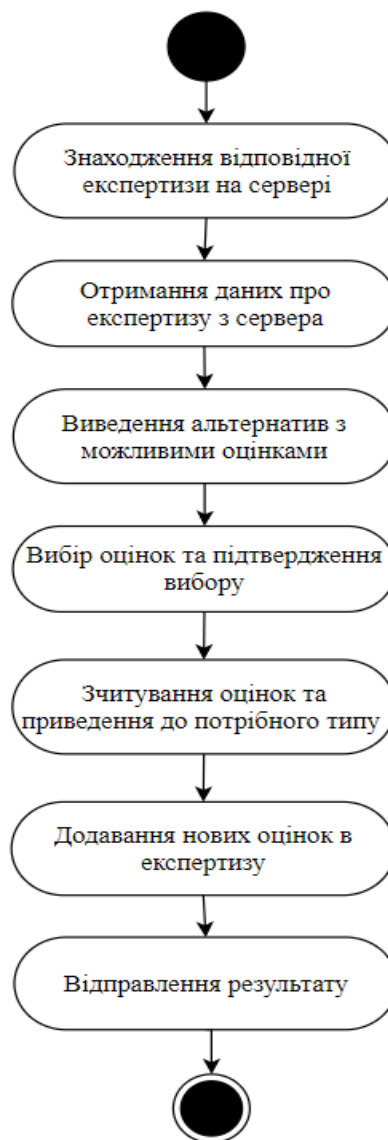 Знаходження відповідної
експертизи на сервері
Отримання даних про
експертизу з сервера
Виведення альтернатив з
можливими оцінками
Вибір оцінок та підтвердження
вибору
Зчитування оцінок та
приведення до потрібного типу
Додавання нових оцінок в
експертизу
Відправлення результату